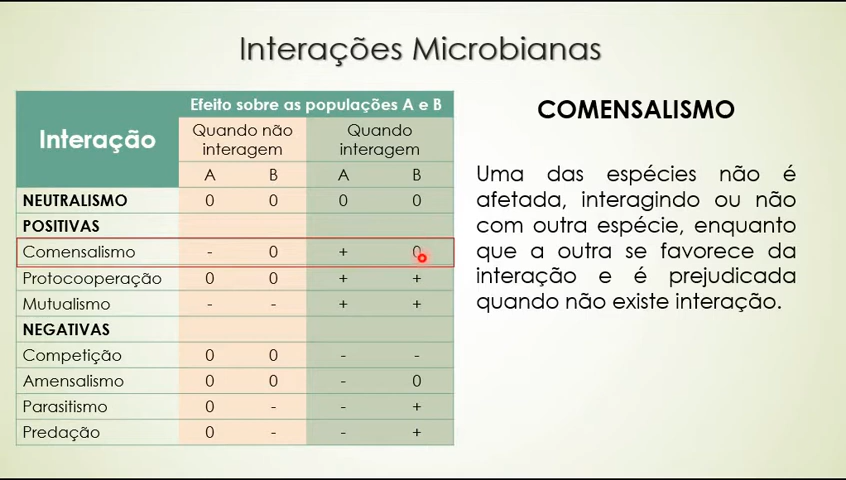 Interações Microbianas
Interação
Efeito sobre as populações A e B
Quando não interagem
Quando interagem
A B A B
NEUTRALISMO 0 0 0 0
POSITIVAS
Comensalismo - 0 + 0
Protocooperação 0 0 + +
Mutualismo - - + +
NEGATIVAS
Competição 0 0 - -
Amensalismo 0 0 - 0
Parasitismo 0 - - +
Predação 0 - - +
COMENSALISMO
Uma das espécies não é
afetada, interagindo ou não
com outra espécie, enquanto
que a outra se favorece da
interação e é prejudicada
quando não existe interação.